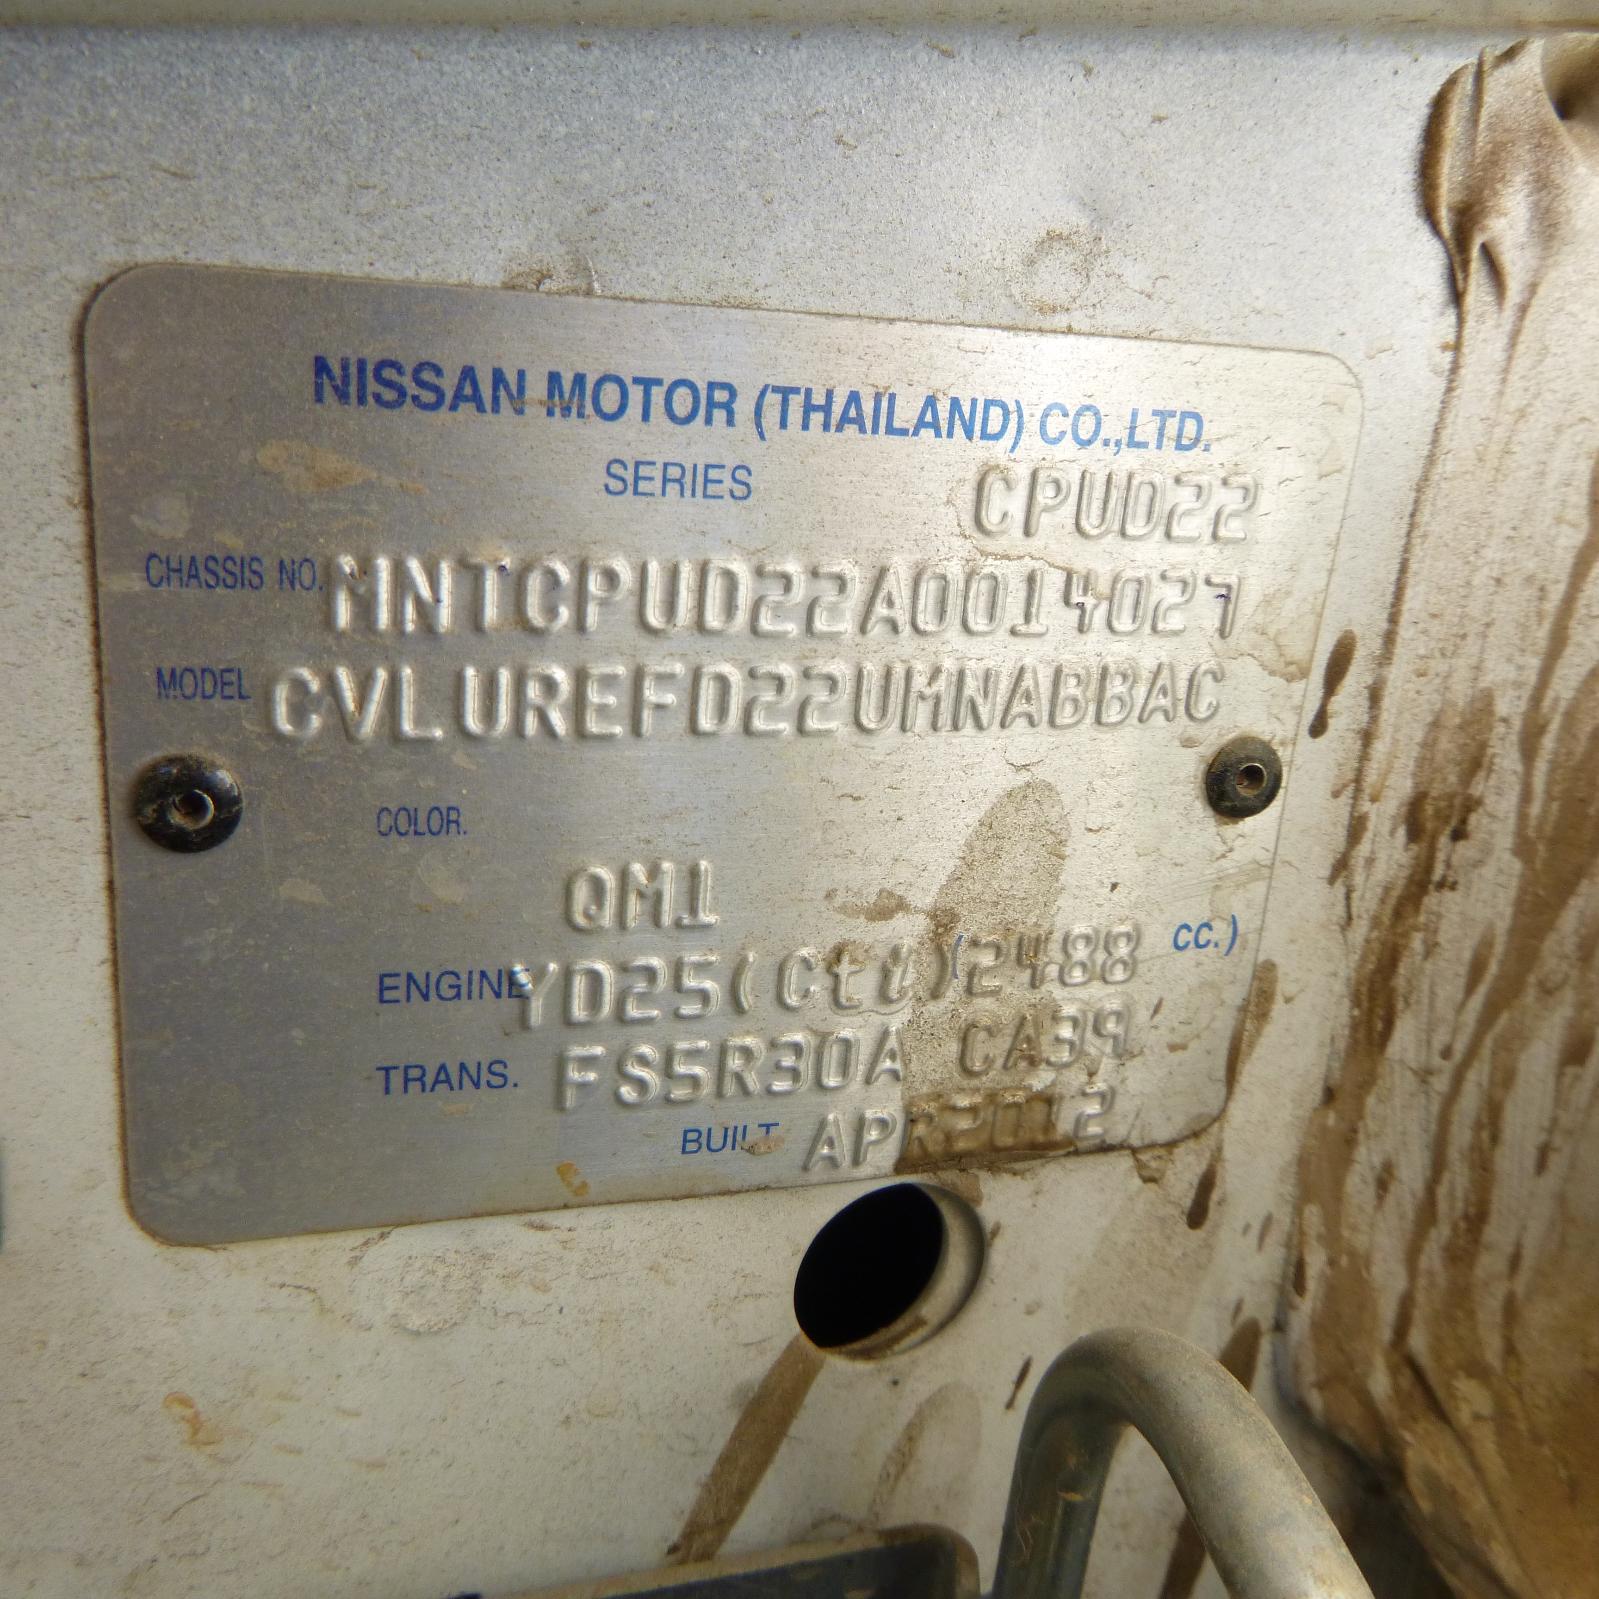 NISSAN MOTOR (THAILAND) CO.,LTD.
SERIES CPUD22
CHASSIS NO. MNTCPUD22A0014027
MODEL CVLUREFD22UMNABBAC
COLOR.
QM1
ENGINE YD25(Cti) (2488 cc.)
TRANS. FS5R30A CA39
BUILT APR2012